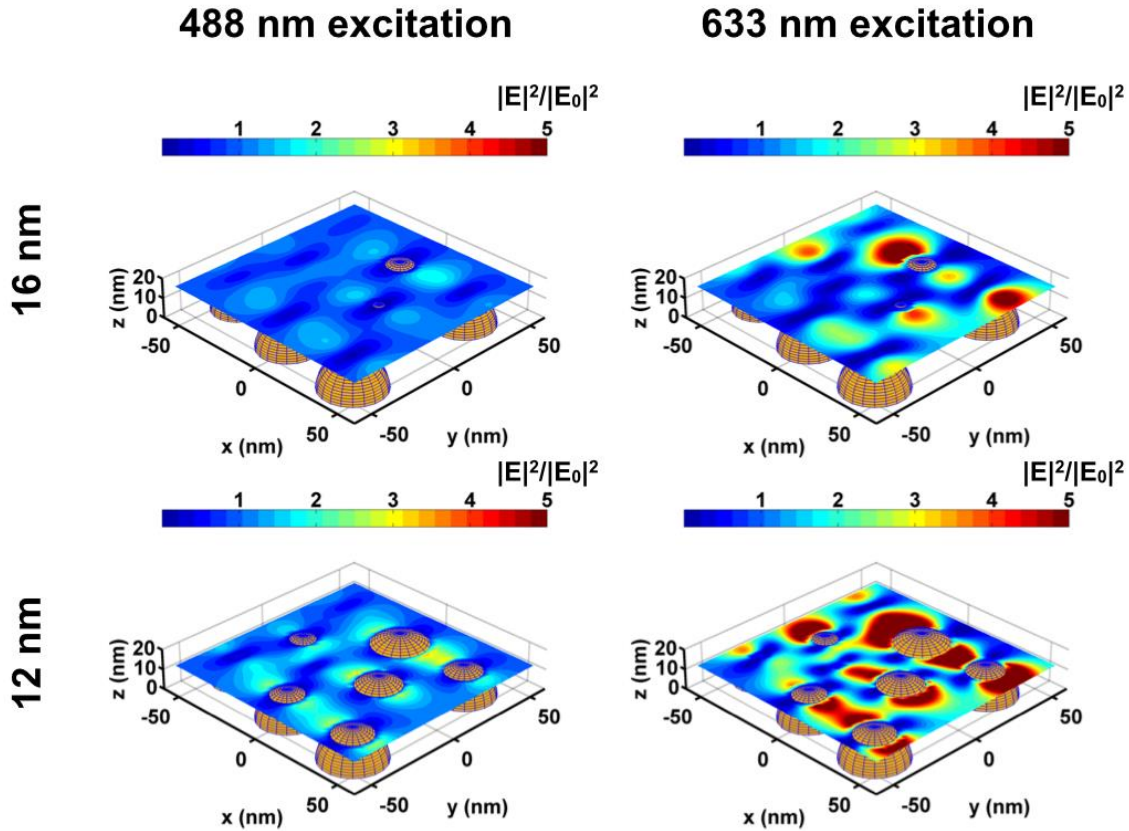 488 nm excitation 633 nm excitation
|E|²/|E₀|² |E|²/|E₀|²
1 2 3 4 5 1 2 3 4 5
16 nm
z (nm) 20 10 0 z (nm) 20 10 0
-50 0 50 -50 0 50 -50 0 50 -50 0 50
x (nm) y (nm) x (nm) y (nm)
|E|²/|E₀|² |E|²/|E₀|²
1 2 3 4 5 1 2 3 4 5
12 nm
z (nm) 20 10 0 z (nm) 20 10 0
-50 0 50 -50 0 50 -50 0 50 -50 0 50
x (nm) y (nm) x (nm) y (nm)